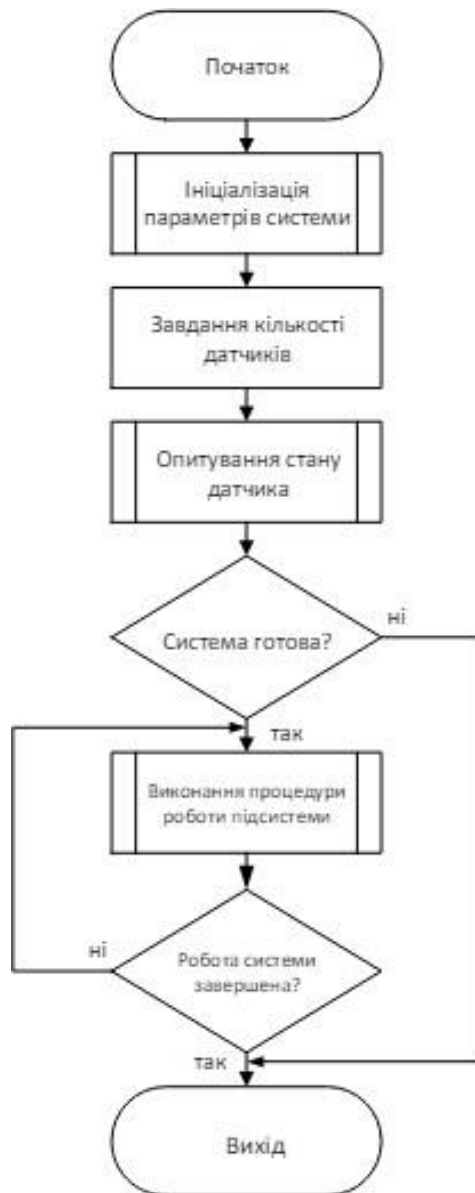 Початок
Ініціалізація
параметрів системи
Завдання кількості
датчиків
Опитування стану
датчика
ні
Система готова?
так
Виконання процедури
роботи підсистеми
ні
Робота системи
завершена?
так
Вихід